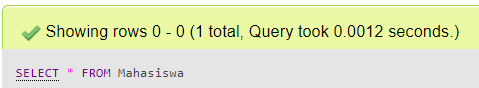 Showing rows 0 - 0 (1 total, Query took 0.0012 seconds.)
SELECT * FROM Mahasiswa